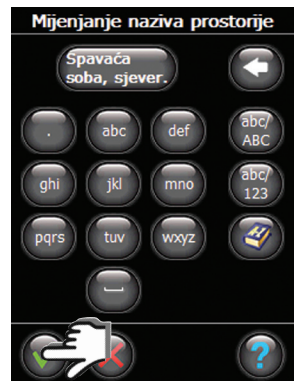 Mijenjanje naziva prostorije
Spavaća
soba, sjever.
. abc def abc/
ABC
ghi jkl mno abc/
123
pqrs tuv wxyz
?